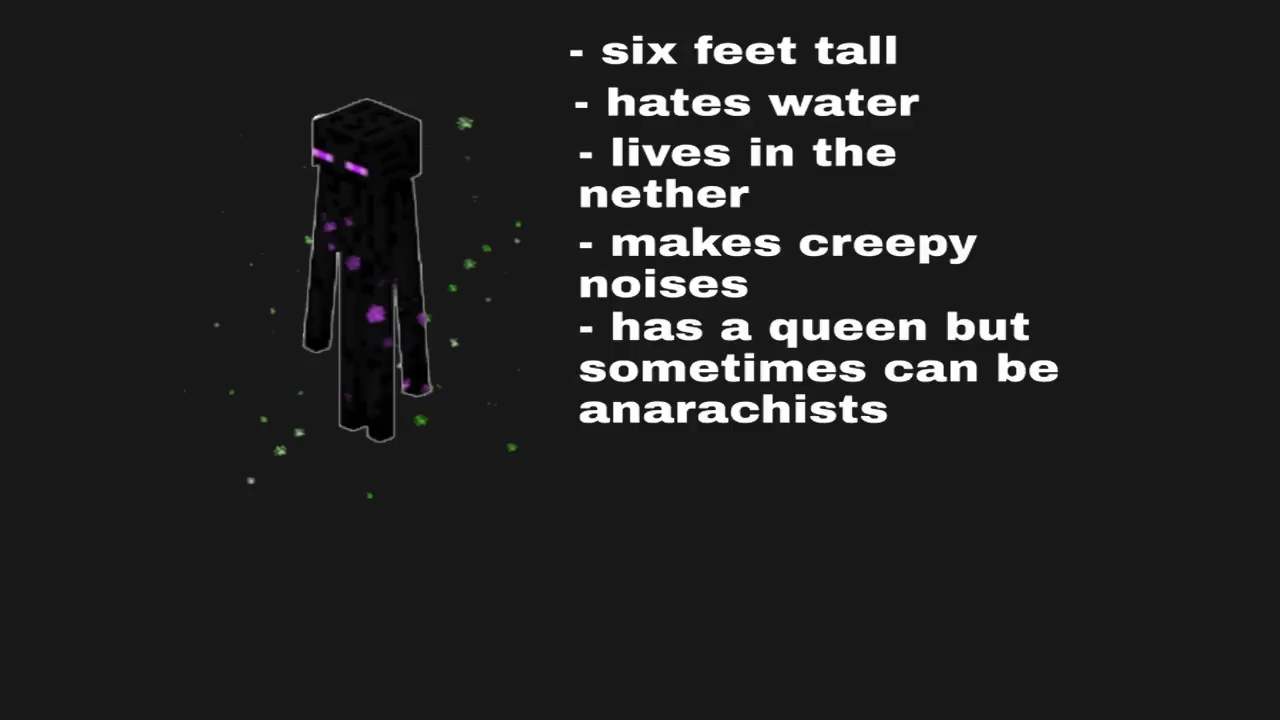 - six feet tall
- hates water
- lives in the
nether
- makes creepy
noises
- has a queen but
sometimes can be
anarachists